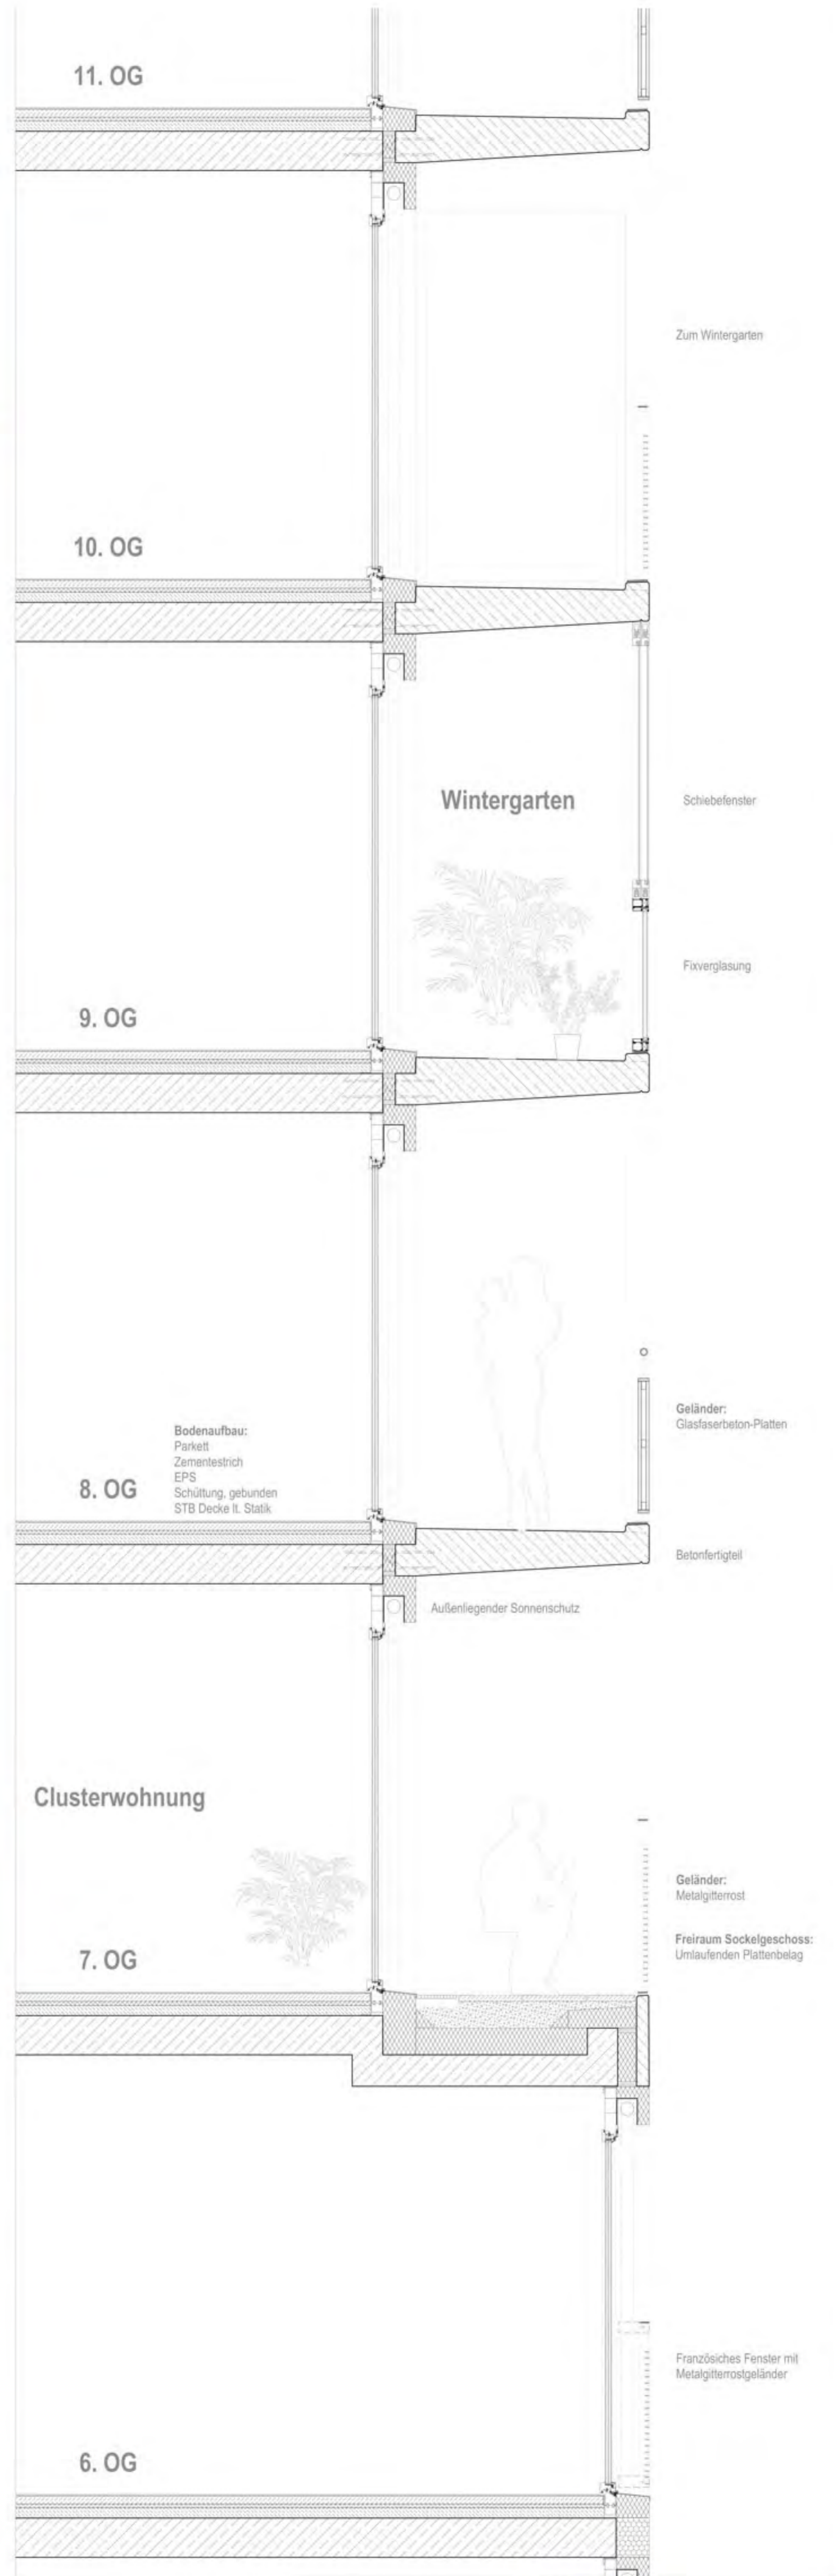 11. OG
Zum Wintergarten
10. OG
Wintergarten
Schiebefenster
Fixverglasung
9. OG
Geländer:
Glasfaserbeton-Platten
Bodenaufbau:
Parkett
Zementestrich
EPS
Schüttung, gebunden
STB Decke lt. Statik
8. OG
Betonfertigteil
Außenliegender Sonnenschutz
Clusterwohnung
Geländer:
Metalgitterrost
Freiraum Sockelgeschoss:
Umlaufenden Plattenbelag
7. OG
Französiches Fenster mit
Metalgitterrostgeländer
6. OG